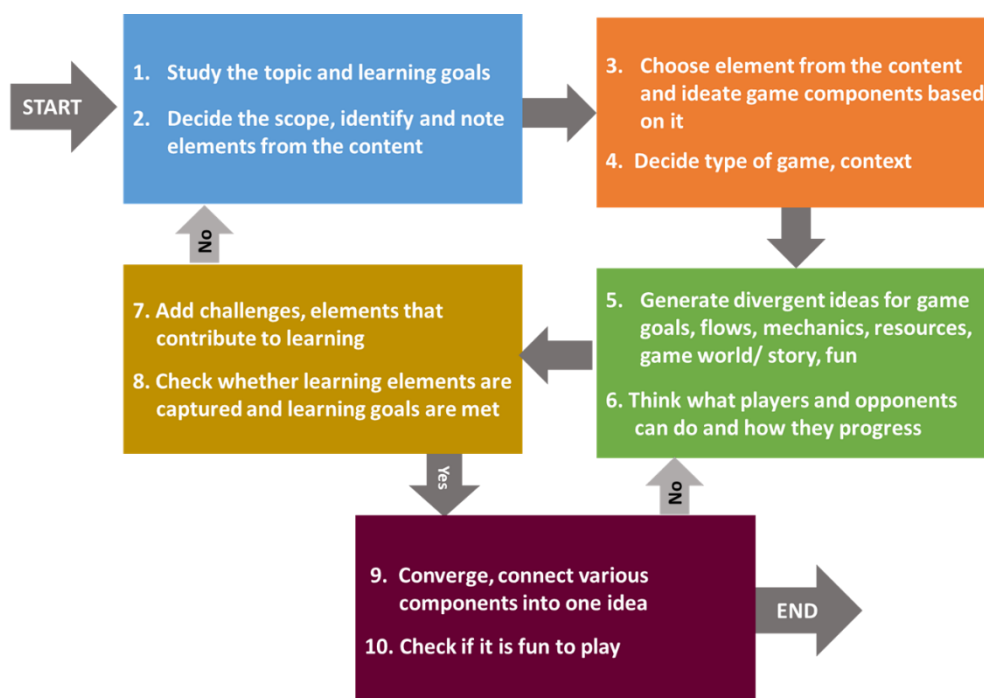 START
1. Study the topic and learning goals
2. Decide the scope, identify and note
elements from the content
3. Choose element from the content
and ideate game components based
on it
4. Decide type of game, context
5. Generate divergent ideas for game
goals, flows, mechanics, resources,
game world/ story, fun
6. Think what players and opponents
can do and how they progress
No
7. Add challenges, elements that
contribute to learning
8. Check whether learning elements are
captured and learning goals are met
Yes
No
9. Converge, connect various
components into one idea
10. Check if it is fun to play
END